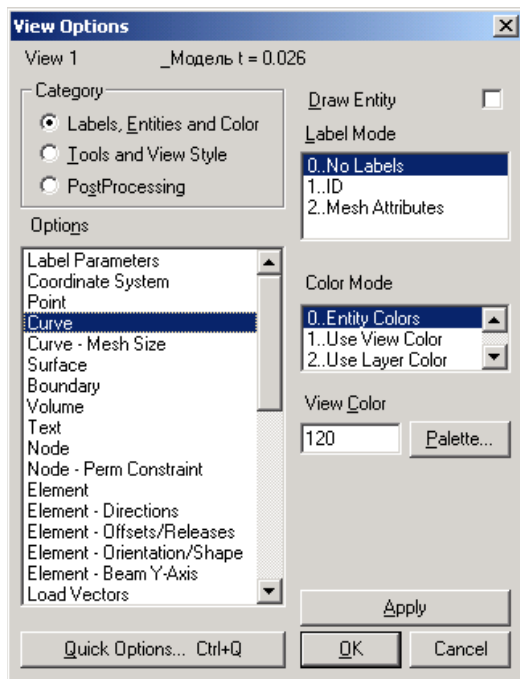 View Options
View 1 _Модель t = 0.026
Category
Labels, Entities and Color
Tools and View Style
PostProcessing
Options
Label Parameters
Coordinate System
Point
Curve
Curve - Mesh Size
Surface
Boundary
Volume
Text
Node
Node - Perm Constraint
Element
Element - Directions
Element - Offsets/Releases
Element - Orientation/Shape
Element - Beam Y-Axis
Load Vectors
Quick Options... Ctrl+Q
Draw Entity
Label Mode
0..No Labels
1..ID
2..Mesh Attributes
Color Mode
0..Entity Colors
1..Use View Color
2..Use Layer Color
View Color
120 Palette...
Apply
OK Cancel